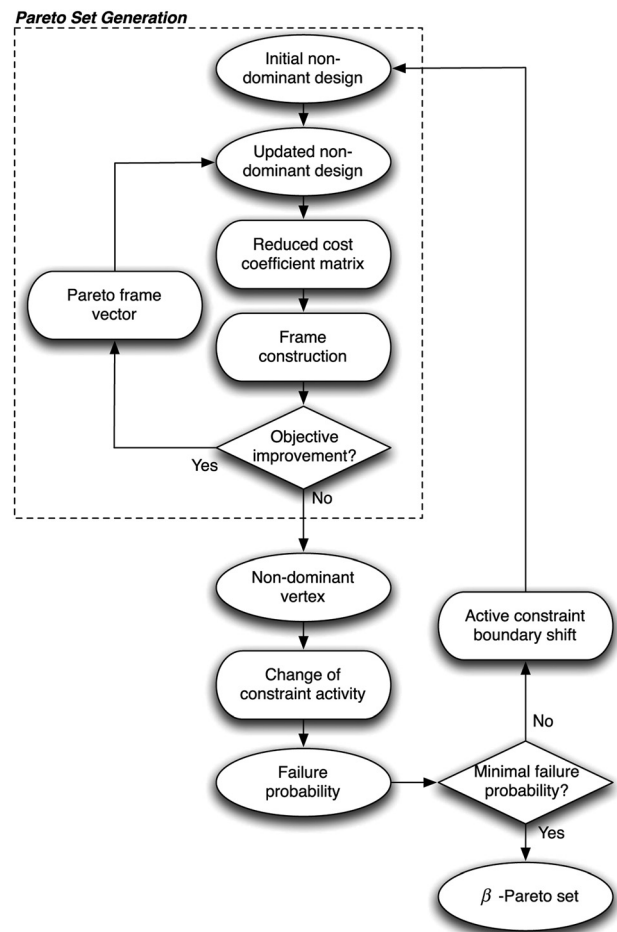 Pareto Set Generation
Initial non-
dominant design
Updated non-
dominant design
Reduced cost
coefficient matrix
Pareto frame
vector
Frame
construction
Objective
improvement?
Yes
No
Non-dominant
vertex
Active constraint
boundary shift
Change of
constraint activity
No
Failure
probability
Minimal failure
probability?
Yes
β -Pareto set